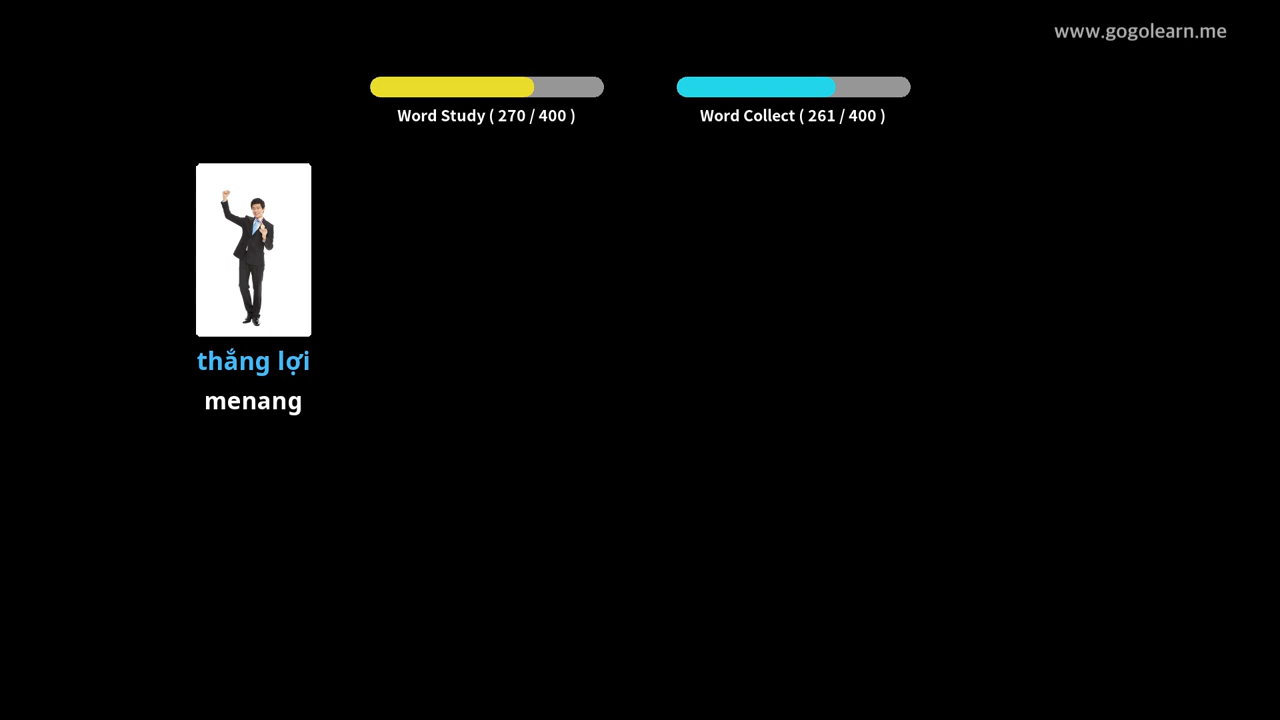 www.gogolearn.me
Word Study ( 270 / 400 )
Word Collect ( 261 / 400 )
thắng lợi
menang